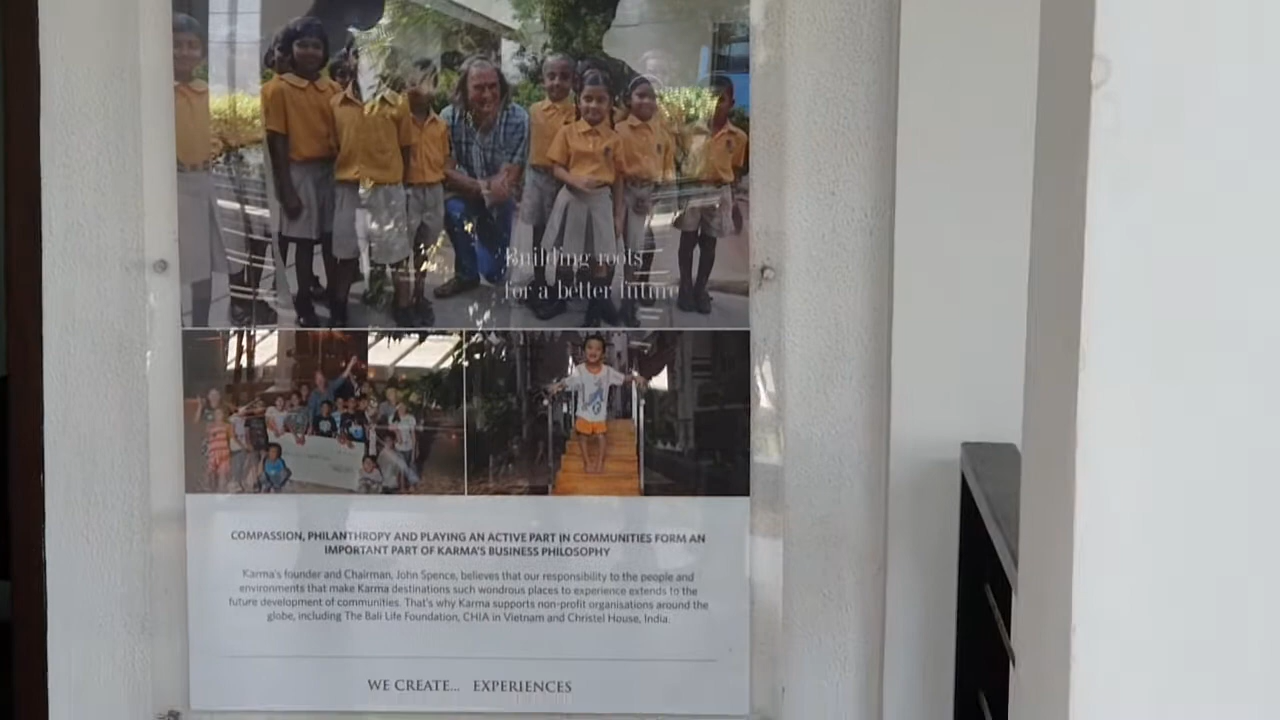 Building roots
for a better future
COMPASSION, PHILANTHROPY AND PLAYING AN ACTIVE PART IN COMMUNITIES FORM AN
IMPORTANT PART OF KARMA'S BUSINESS PHILOSOPHY
Karma's founder and Chairman, John Spence, believes that our responsibility to the people and
environments that make Karma destinations such wondrous places to experience extends to the
future development of communities. That's why Karma supports non-profit organisations around the
globe, including The Bali Life Foundation, CHIA in Vietnam and Christel House, India.
WE CREATE... EXPERIENCES